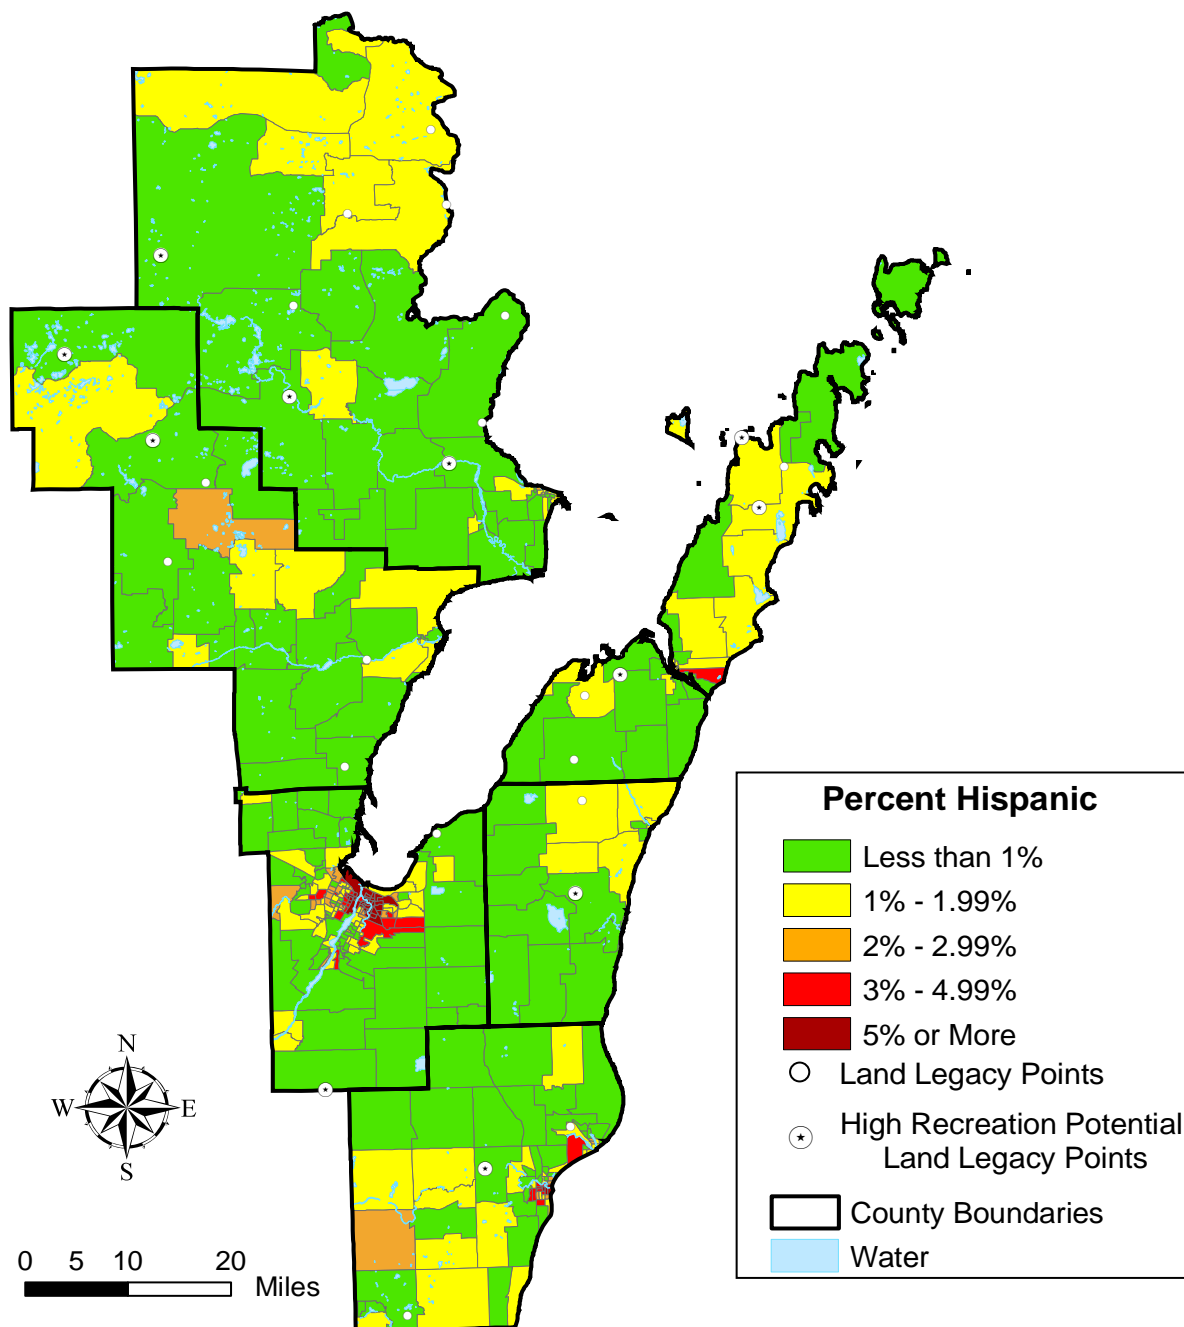 Percent Hispanic
Less than 1%
1% - 1.99%
2% - 2.99%
3% - 4.99%
5% or More
Land Legacy Points
High Recreation Potential
Land Legacy Points
County Boundaries
Water
N
W E
S
0 5 10 20
Miles